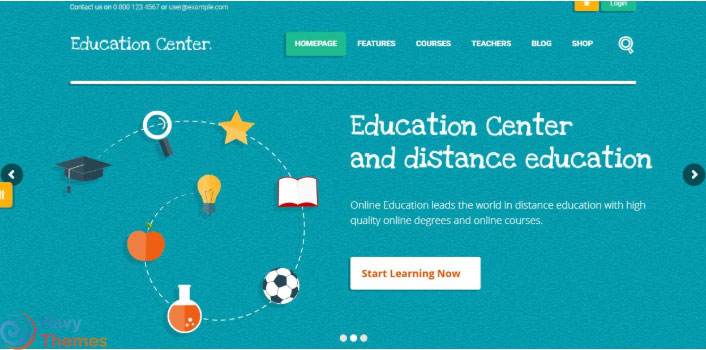 Contact us on 0 800 123 4567 or user@example.com
Login
Education Center.
HOMEPAGE FEATURES COURSES TEACHERS BLOG SHOP
Education Center
and distance education
Online Education leads the world in distance education with high
quality online degrees and online courses.
Start Learning Now
Themes